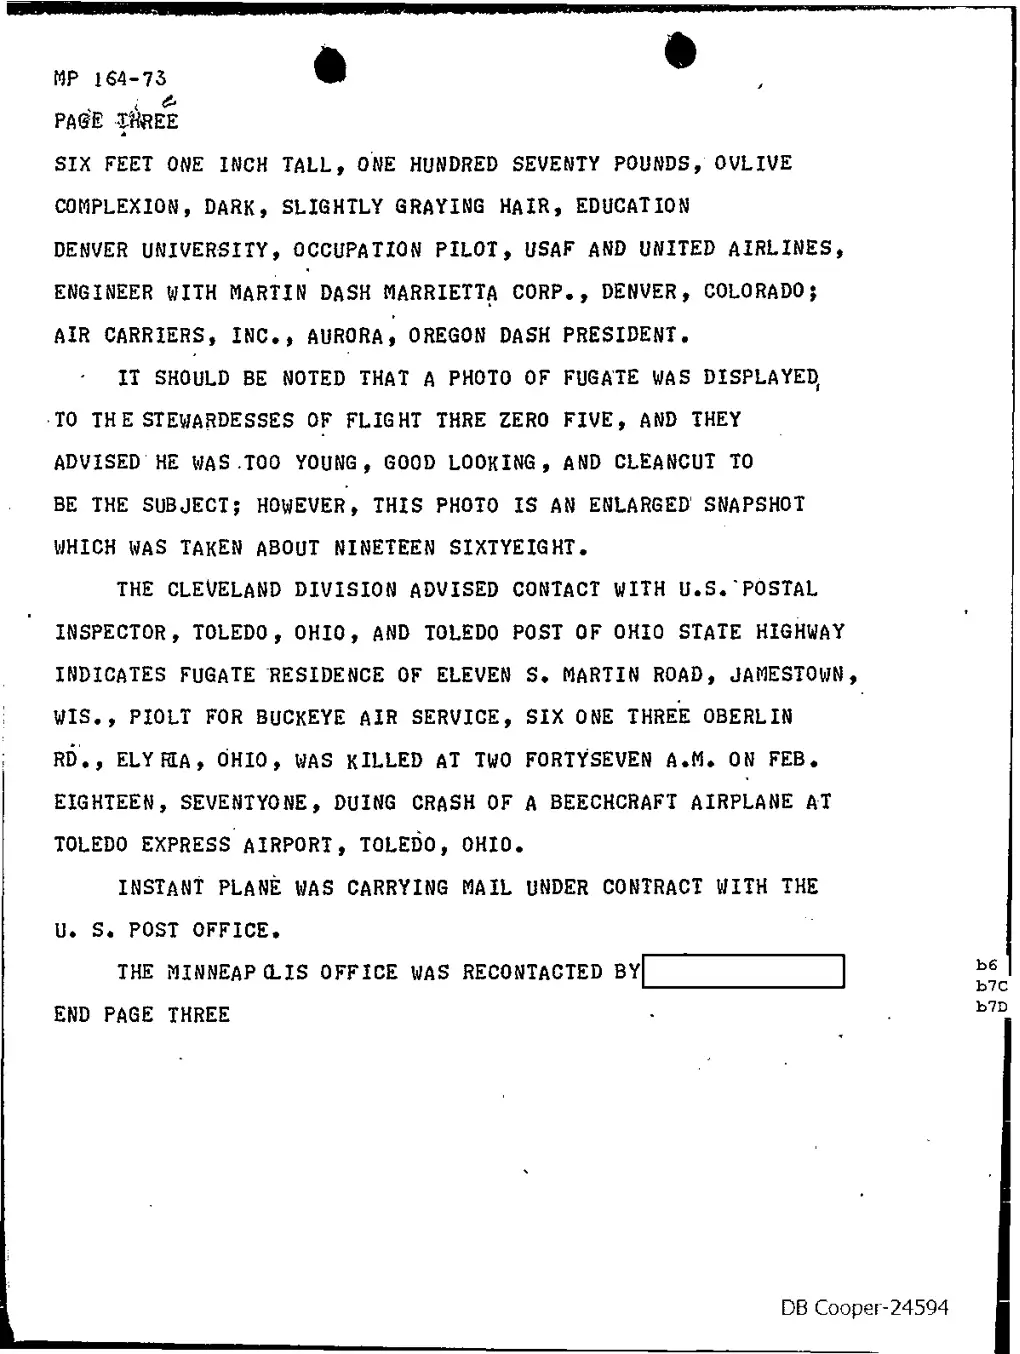 MP 164-73
PAGE THREE
SIX FEET ONE INCH TALL, ONE HUNDRED SEVENTY POUNDS, OVLIVE
COMPLEXION, DARK, SLIGHTLY GRAYING HAIR, EDUCATION
DENVER UNIVERSITY, OCCUPATION PILOT, USAF AND UNITED AIRLINES,
ENGINEER WITH MARTIN DASH MARRIETTA CORP., DENVER, COLORADO;
AIR CARRIERS, INC., AURORA, OREGON DASH PRESIDENT.
IT SHOULD BE NOTED THAT A PHOTO OF FUGATE WAS DISPLAYED,
TO THE STEWARDESSES OF FLIGHT THRE ZERO FIVE, AND THEY
ADVISED HE WAS TOO YOUNG, GOOD LOOKING, AND CLEANCUT TO
BE THE SUBJECT; HOWEVER, THIS PHOTO IS AN ENLARGED SNAPSHOT
WHICH WAS TAKEN ABOUT NINETEEN SIXTYEIGHT.
THE CLEVELAND DIVISION ADVISED CONTACT WITH U.S. POSTAL
INSPECTOR, TOLEDO, OHIO, AND TOLEDO POST OF OHIO STATE HIGHWAY
INDICATES FUGATE RESIDENCE OF ELEVEN S. MARTIN ROAD, JAMESTOWN,
WIS., PIOLT FOR BUCKEYE AIR SERVICE, SIX ONE THREE OBERLIN
RD., ELYRIA, OHIO, WAS KILLED AT TWO FORTYSEVEN A.M. ON FEB.
EIGHTEEN, SEVENTYONE, DUING CRASH OF A BEECHCRAFT AIRPLANE AT
TOLEDO EXPRESS AIRPORT, TOLEDO, OHIO.
INSTANT PLANE WAS CARRYING MAIL UNDER CONTRACT WITH THE
U. S. POST OFFICE.
THE MINNEAPOLIS OFFICE WAS RECONTACTED BY
b6
b7C
b7D
END PAGE THREE
DB Cooper-24594